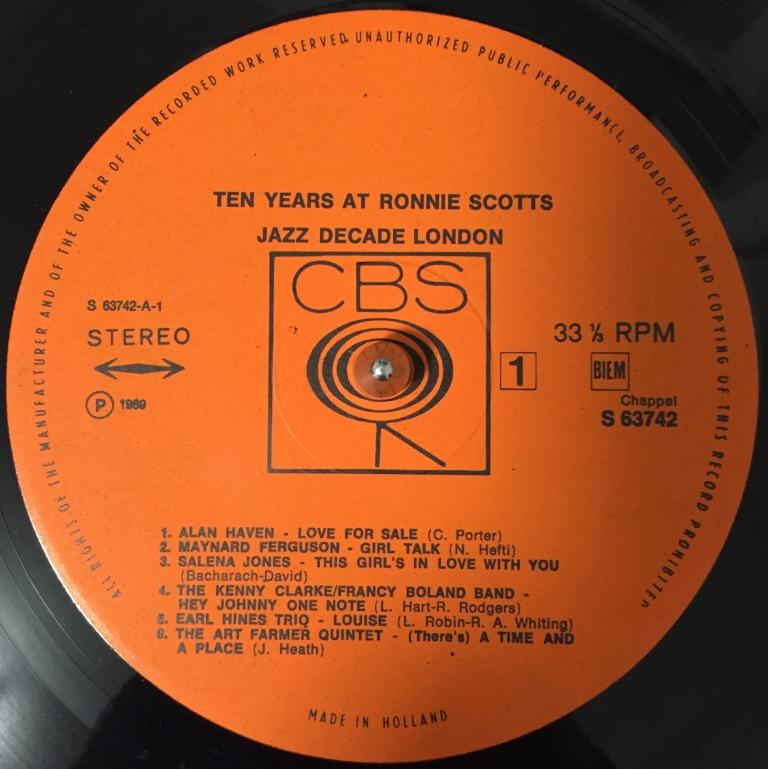 ALL RIGHTS OF THE MANUFACTURER AND OF THE OWNER OF THE RECORDED WORK RESERVED. UNAUTHORIZED PUBLIC PERFORMANCE, BROADCASTING AND COPYING OF THIS RECORD PROHIBITED
TEN YEARS AT RONNIE SCOTTS
JAZZ DECADE LONDON
CBS
S 63742-A-1
STEREO
Ⓟ 1969
1
33 ⅓ RPM
BIEM
Chappel
S 63742
1. ALAN HAVEN - LOVE FOR SALE (C. Porter)
2. MAYNARD FERGUSON - GIRL TALK (N. Hefti)
3. SALENA JONES - THIS GIRL'S IN LOVE WITH YOU
(Bacharach-David)
4. THE KENNY CLARKE/FRANCY BOLAND BAND -
HEY JOHNNY ONE NOTE (L. Hart-R. Rodgers)
5. EARL HINES TRIO - LOUISE (L. Robin-R. A. Whiting)
6. THE ART FARMER QUINTET - (There's) A TIME AND
A PLACE (J. Heath)
MADE IN HOLLAND